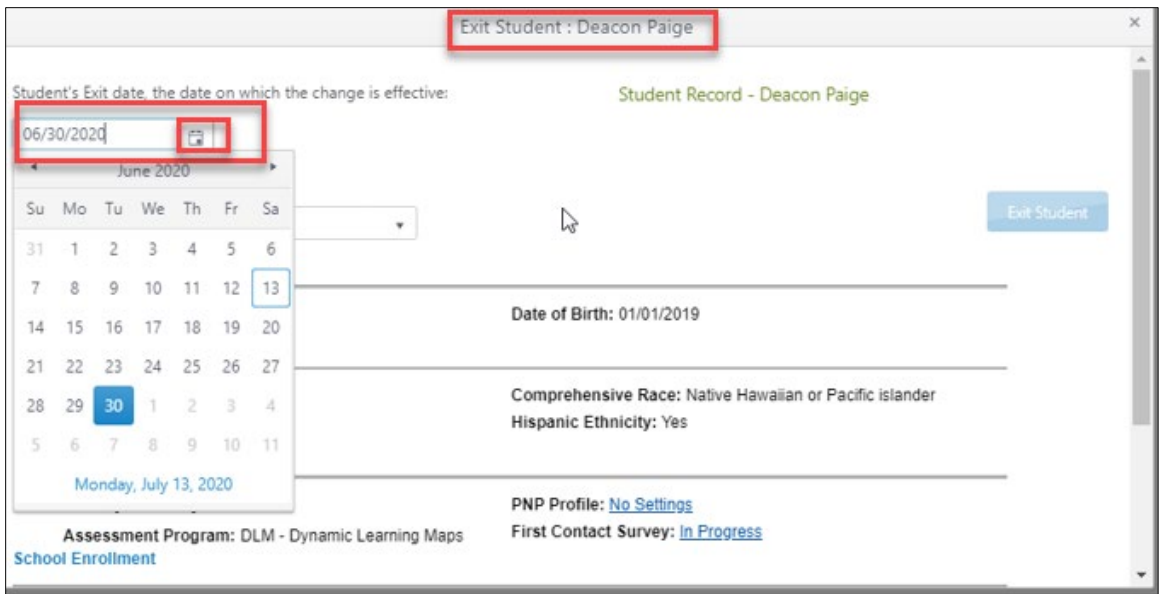 Exit Student : Deacon Paige
×
Student's Exit date, the date on which the change is effective:
Student Record - Deacon Paige
06/30/2020
June 2020
Su Mo Tu We Th Fr Sa
Exit Student
31 1 2 3 4 5 6
7 8 9 10 11 12 13
Date of Birth: 01/01/2019
14 15 16 17 18 19 20
21 22 23 24 25 26 27
Comprehensive Race: Native Hawaiian or Pacific islander
28 29 30 1 2 3 4
Hispanic Ethnicity: Yes
5 6 7 8 9 10 11
Monday, July 13, 2020
PNP Profile: No Settings
Assessment Program: DLM - Dynamic Learning Maps
First Contact Survey: In Progress
School Enrollment